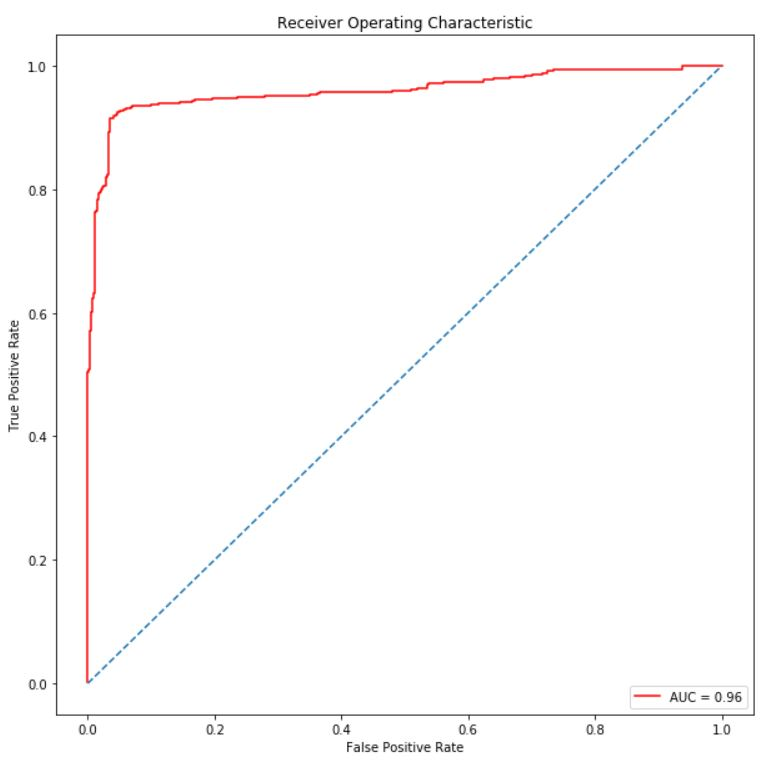 Receiver Operating Characteristic
1.0
0.8
0.6
0.4
0.2
0.0
True Positive Rate
AUC = 0.96
0.0 0.2 0.4 0.6 0.8 1.0
False Positive Rate